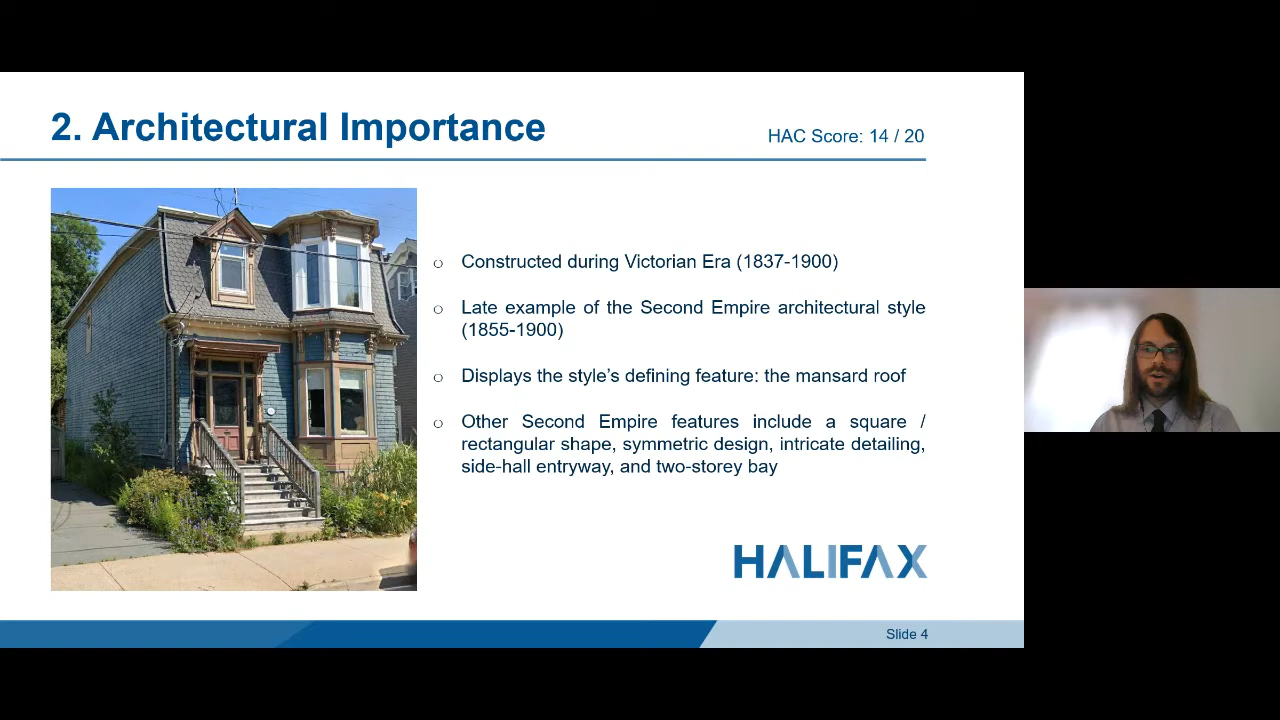 2. Architectural Importance
HAC Score: 14 / 20
Constructed during Victorian Era (1837-1900)
Late example of the Second Empire architectural style
(1855-1900)
Displays the style's defining feature: the mansard roof
Other Second Empire features include a square /
rectangular shape, symmetric design, intricate detailing,
side-hall entryway, and two-storey bay
HALIFAX
Slide 4